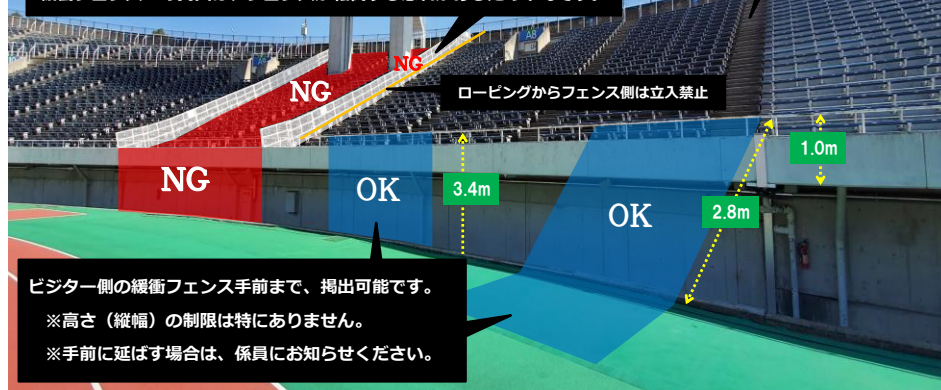 A8
NG
NG
ロービングからフェンス側は立入禁止
1.0m
NG
OK
3.4m
OK
2.8m
ビジター側の緩衝フェンス手前まで、掲出可能です。
※高さ（縦幅）の制限は特にありません。
※手前に延ばす場合は、係員にお知らせください。